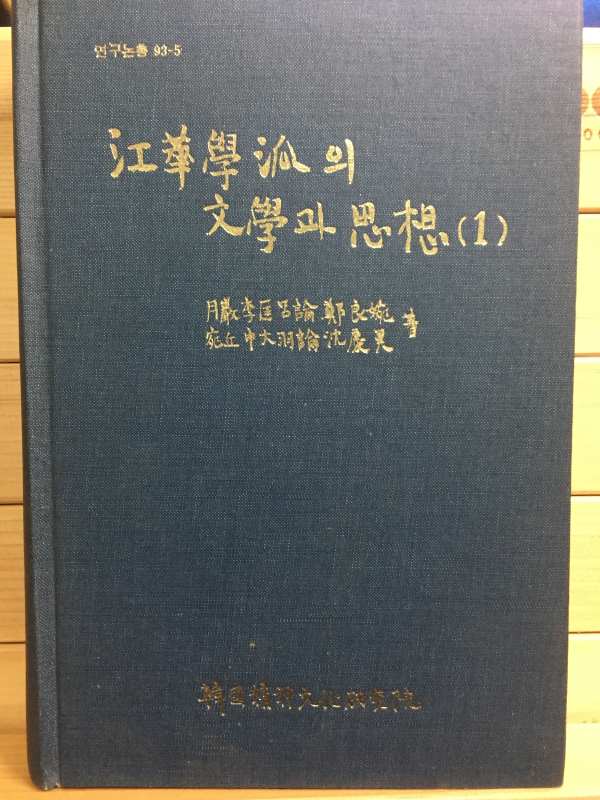 연구논총 93-5
江華學派의
文學과 思想(1)
月巖李匡呂論 鄭良婉
宛丘申大羽論 沈慶昊
著
韓國精神文化硏究院